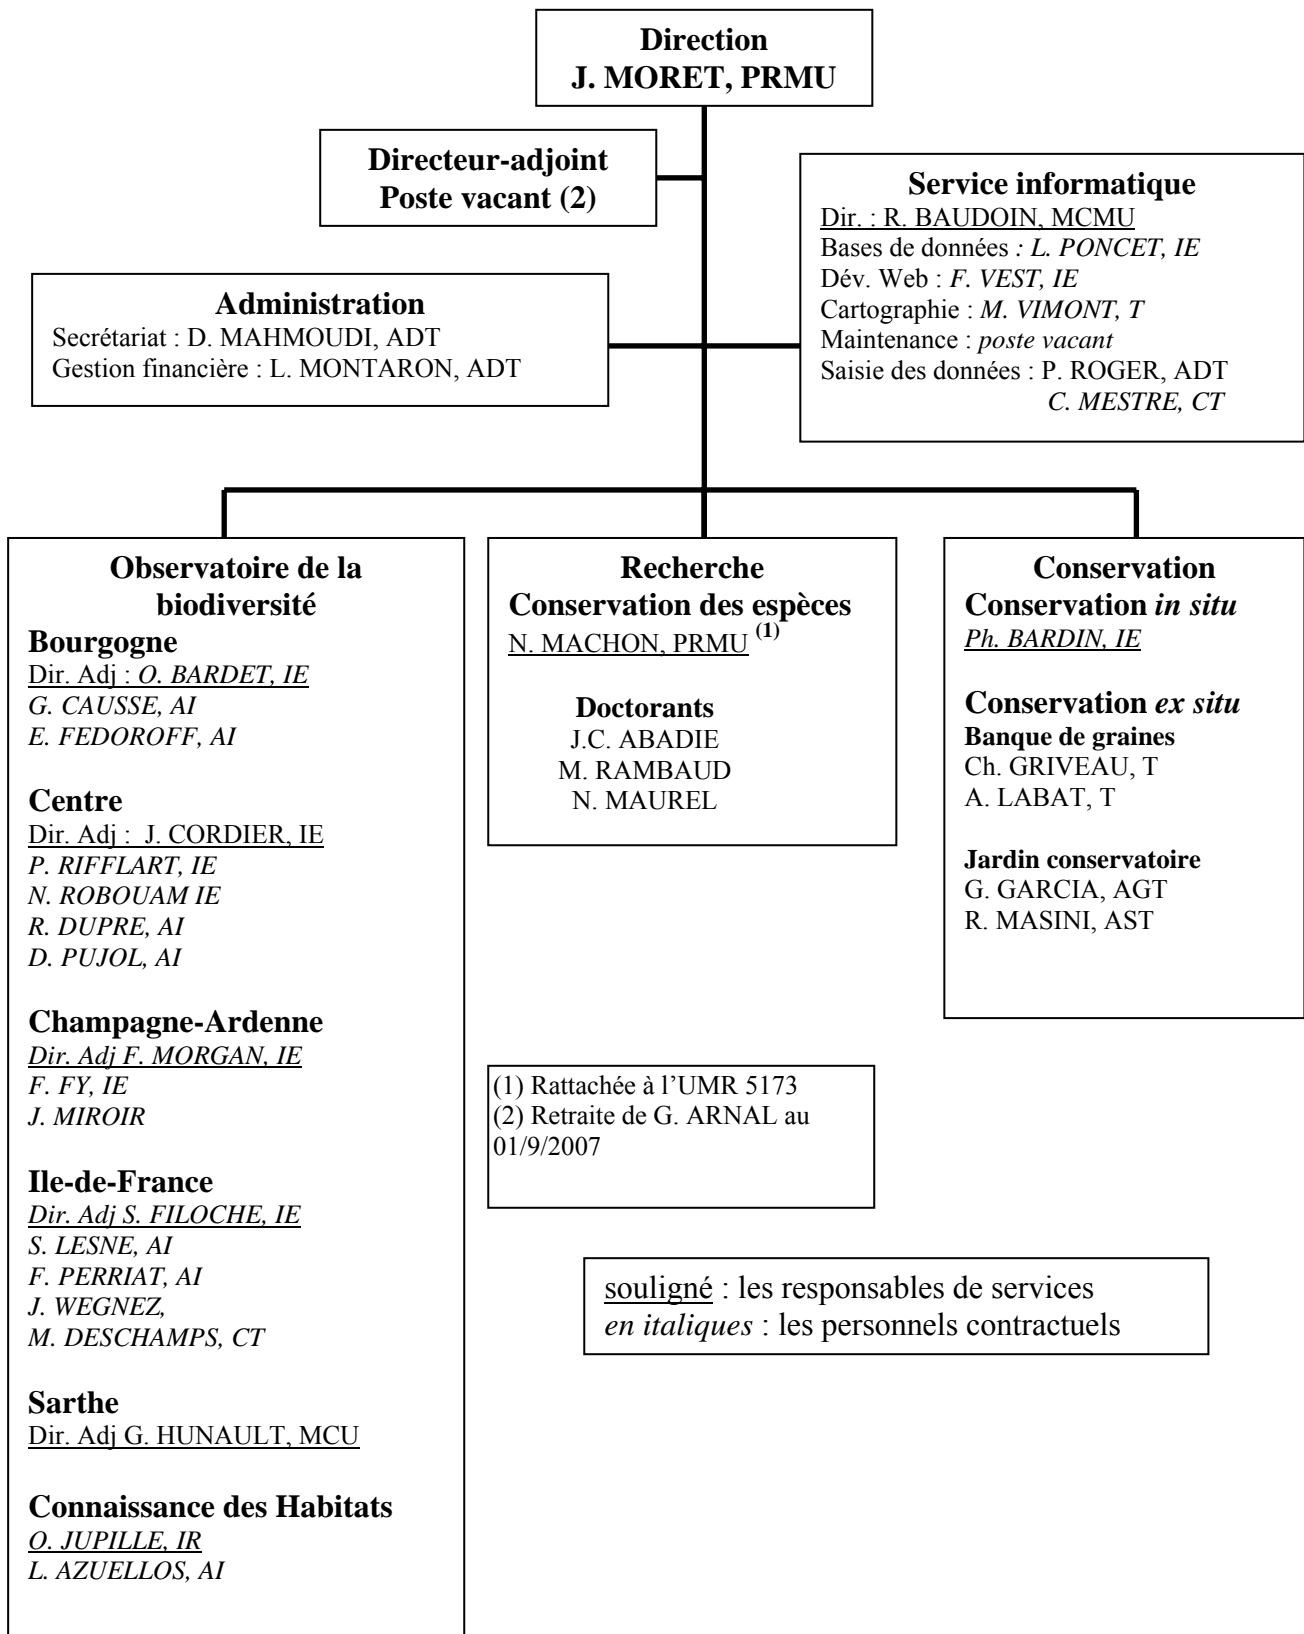 Direction
J. MORET, PRMU
Directeur-adjoint
Poste vacant (2)
Service informatique
Dir. : R. BAUDOIN, MCMU
Bases de données : L. PONCET, IE
Dév. Web : F. VEST, IE
Cartographie : M. VIMONT, T
Maintenance : poste vacant
Saisie des données : P. ROGER, ADT
C. MESTRE, CT
Administration
Secrétariat : D. MAHMOUDI, ADT
Gestion financière : L. MONTARON, ADT
Observatoire de la
biodiversité
Bourgogne
Dir. Adj : O. BARDET, IE
G. CAUSSE, AI
E. FEDOROFF, AI
Centre
Dir. Adj : J. CORDIER, IE
P. RIFFLART, IE
N. ROBOUAM IE
R. DUPRE, AI
D. PUJOL, AI
Champagne-Ardenne
Dir. Adj F. MORGAN, IE
F. FY, IE
J. MIROIR
Ile-de-France
Dir. Adj S. FILOCHE, IE
S. LESNE, AI
F. PERRIAT, AI
J. WEGNEZ,
M. DESCHAMPS, CT
Sarthe
Dir. Adj G. HUNAULT, MCU
Connaissance des Habitats
O. JUPILLE, IR
L. AZUELLOS, AI
Recherche
Conservation des espèces
N. MACHON, PRMU (1)
Doctorants
J.C. ABADIE
M. RAMBAUD
N. MAUREL
Conservation
Conservation in situ
Ph. BARDIN, IE
Conservation ex situ
Banque de graines
Ch. GRIVEAU, T
A. LABAT, T
Jardin conservatoire
G. GARCIA, AGT
R. MASINI, AST
(1) Rattachée à l'UMR 5173
(2) Retraite de G. ARNAL au
01/9/2007
souligné : les responsables de services
en italiques : les personnels contractuels